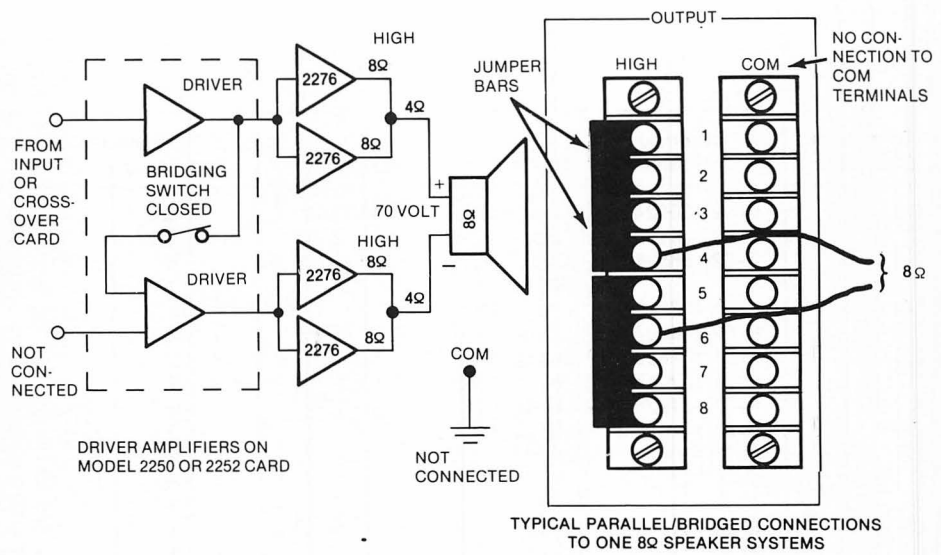 OUTPUT
HIGH
COM
NO CON-
NECTION TO
COM
TERMINALS
JUMPER
BARS
1
2
3
4
5
6
7
8
8Ω
HIGH
DRIVER
2276
8Ω
4Ω
2276
8Ω
FROM
INPUT
OR
CROSS-
OVER
CARD
BRIDGING
SWITCH
CLOSED
+
70 VOLT
8Ω
–
HIGH
DRIVER
2276
8Ω
4Ω
2276
8Ω
NOT
CON-
NECTED
COM
NOT
CONNECTED
DRIVER AMPLIFIERS ON
MODEL 2250 OR 2252 CARD
TYPICAL PARALLEL/BRIDGED CONNECTIONS
TO ONE 8Ω SPEAKER SYSTEMS